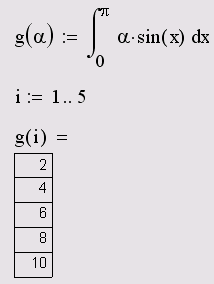 g(α) := ∫₀^π α·sin(x) dx
i := 1.. 5
g(i) =
2
4
6
8
10